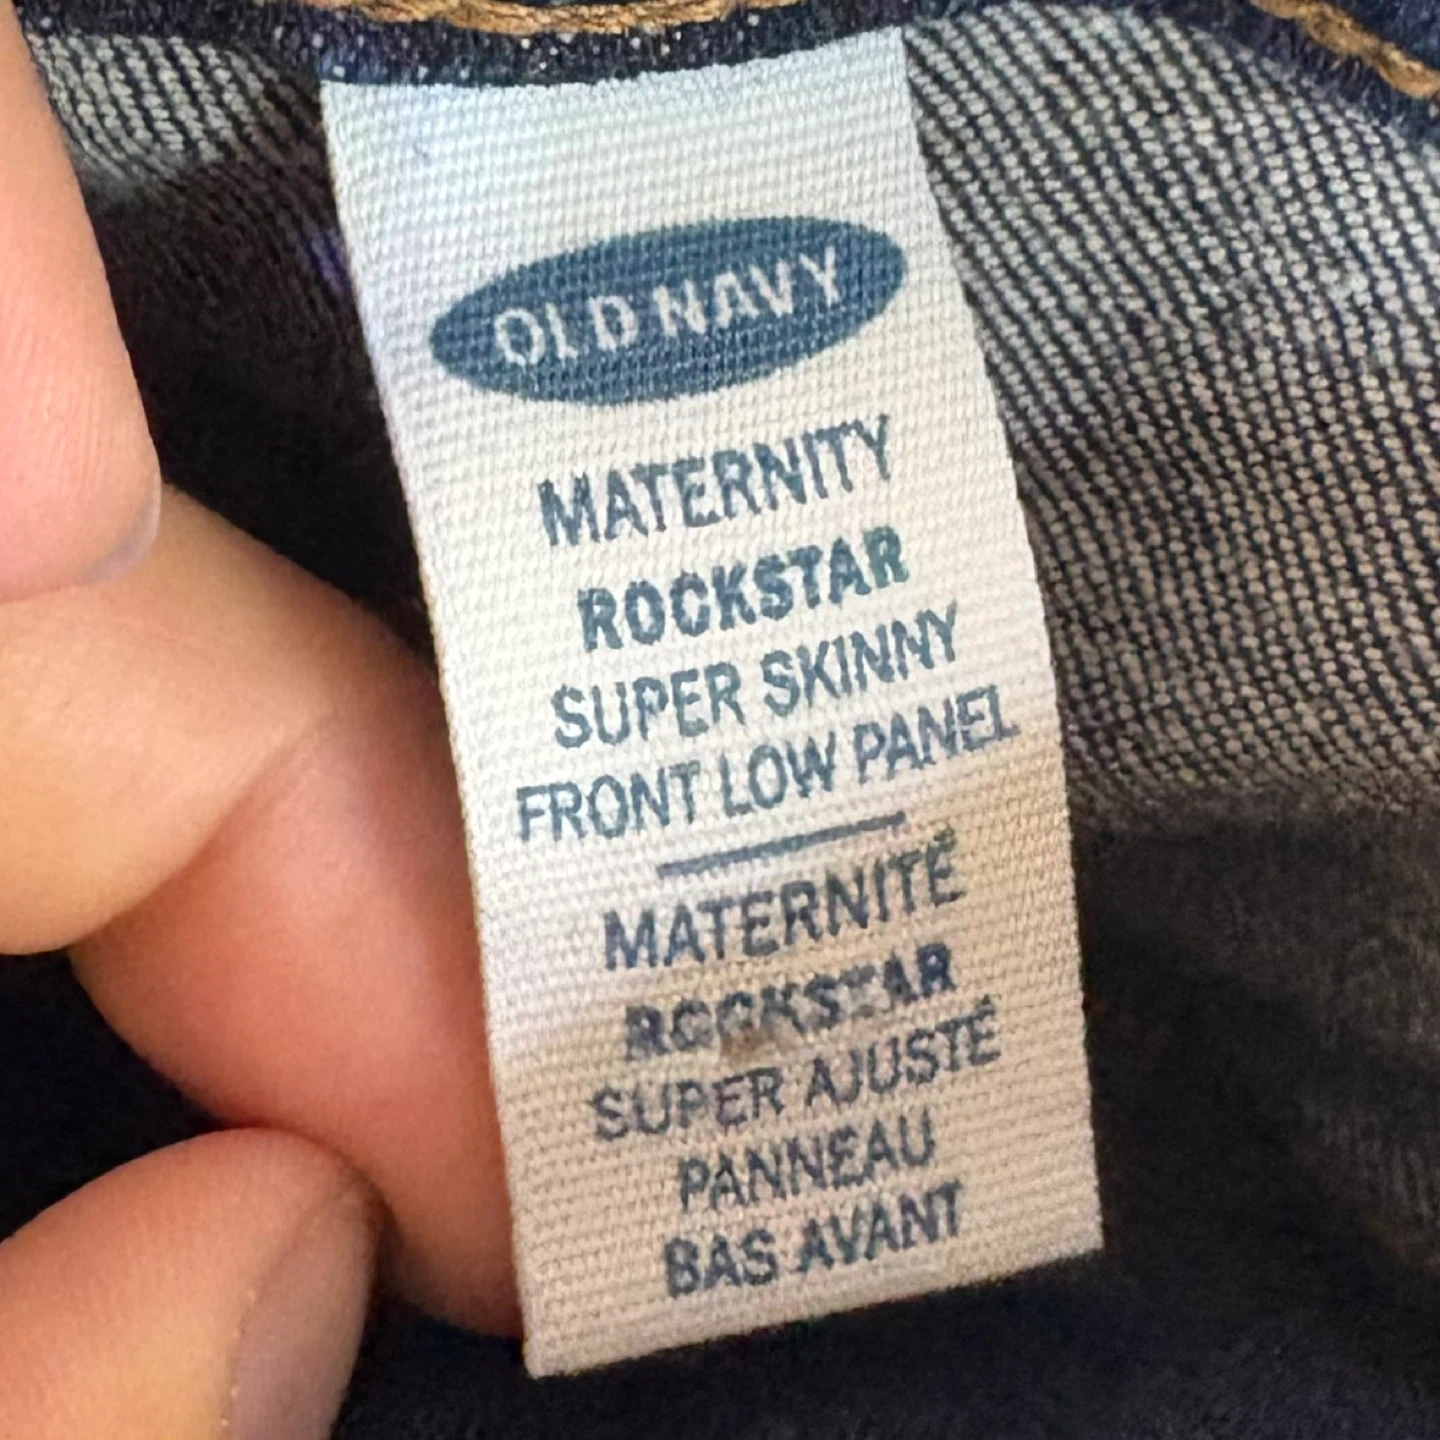 OLD NAVY
MATERNITY
ROCKSTAR
SUPER SKINNY
FRONT LOW PANEL
MATERNITÉ
ROCKSTAR
SUPER AJUSTÉ
PANNEAU
BAS AVANT